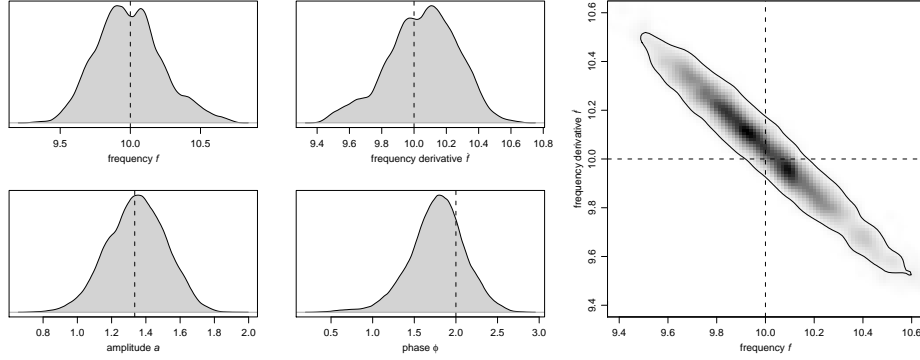 9.5 10.0 10.5
frequency f
9.4 9.6 9.8 10.0 10.2 10.4 10.6 10.8
frequency derivative ḟ
0.8 1.0 1.2 1.4 1.6 1.8 2.0
amplitude a
0.5 1.0 1.5 2.0 2.5 3.0
phase ϕ
frequency derivative ḟ
10.6
10.4
10.2
10.0
9.8
9.6
9.4
9.4 9.6 9.8 10.0 10.2 10.4 10.6
frequency f